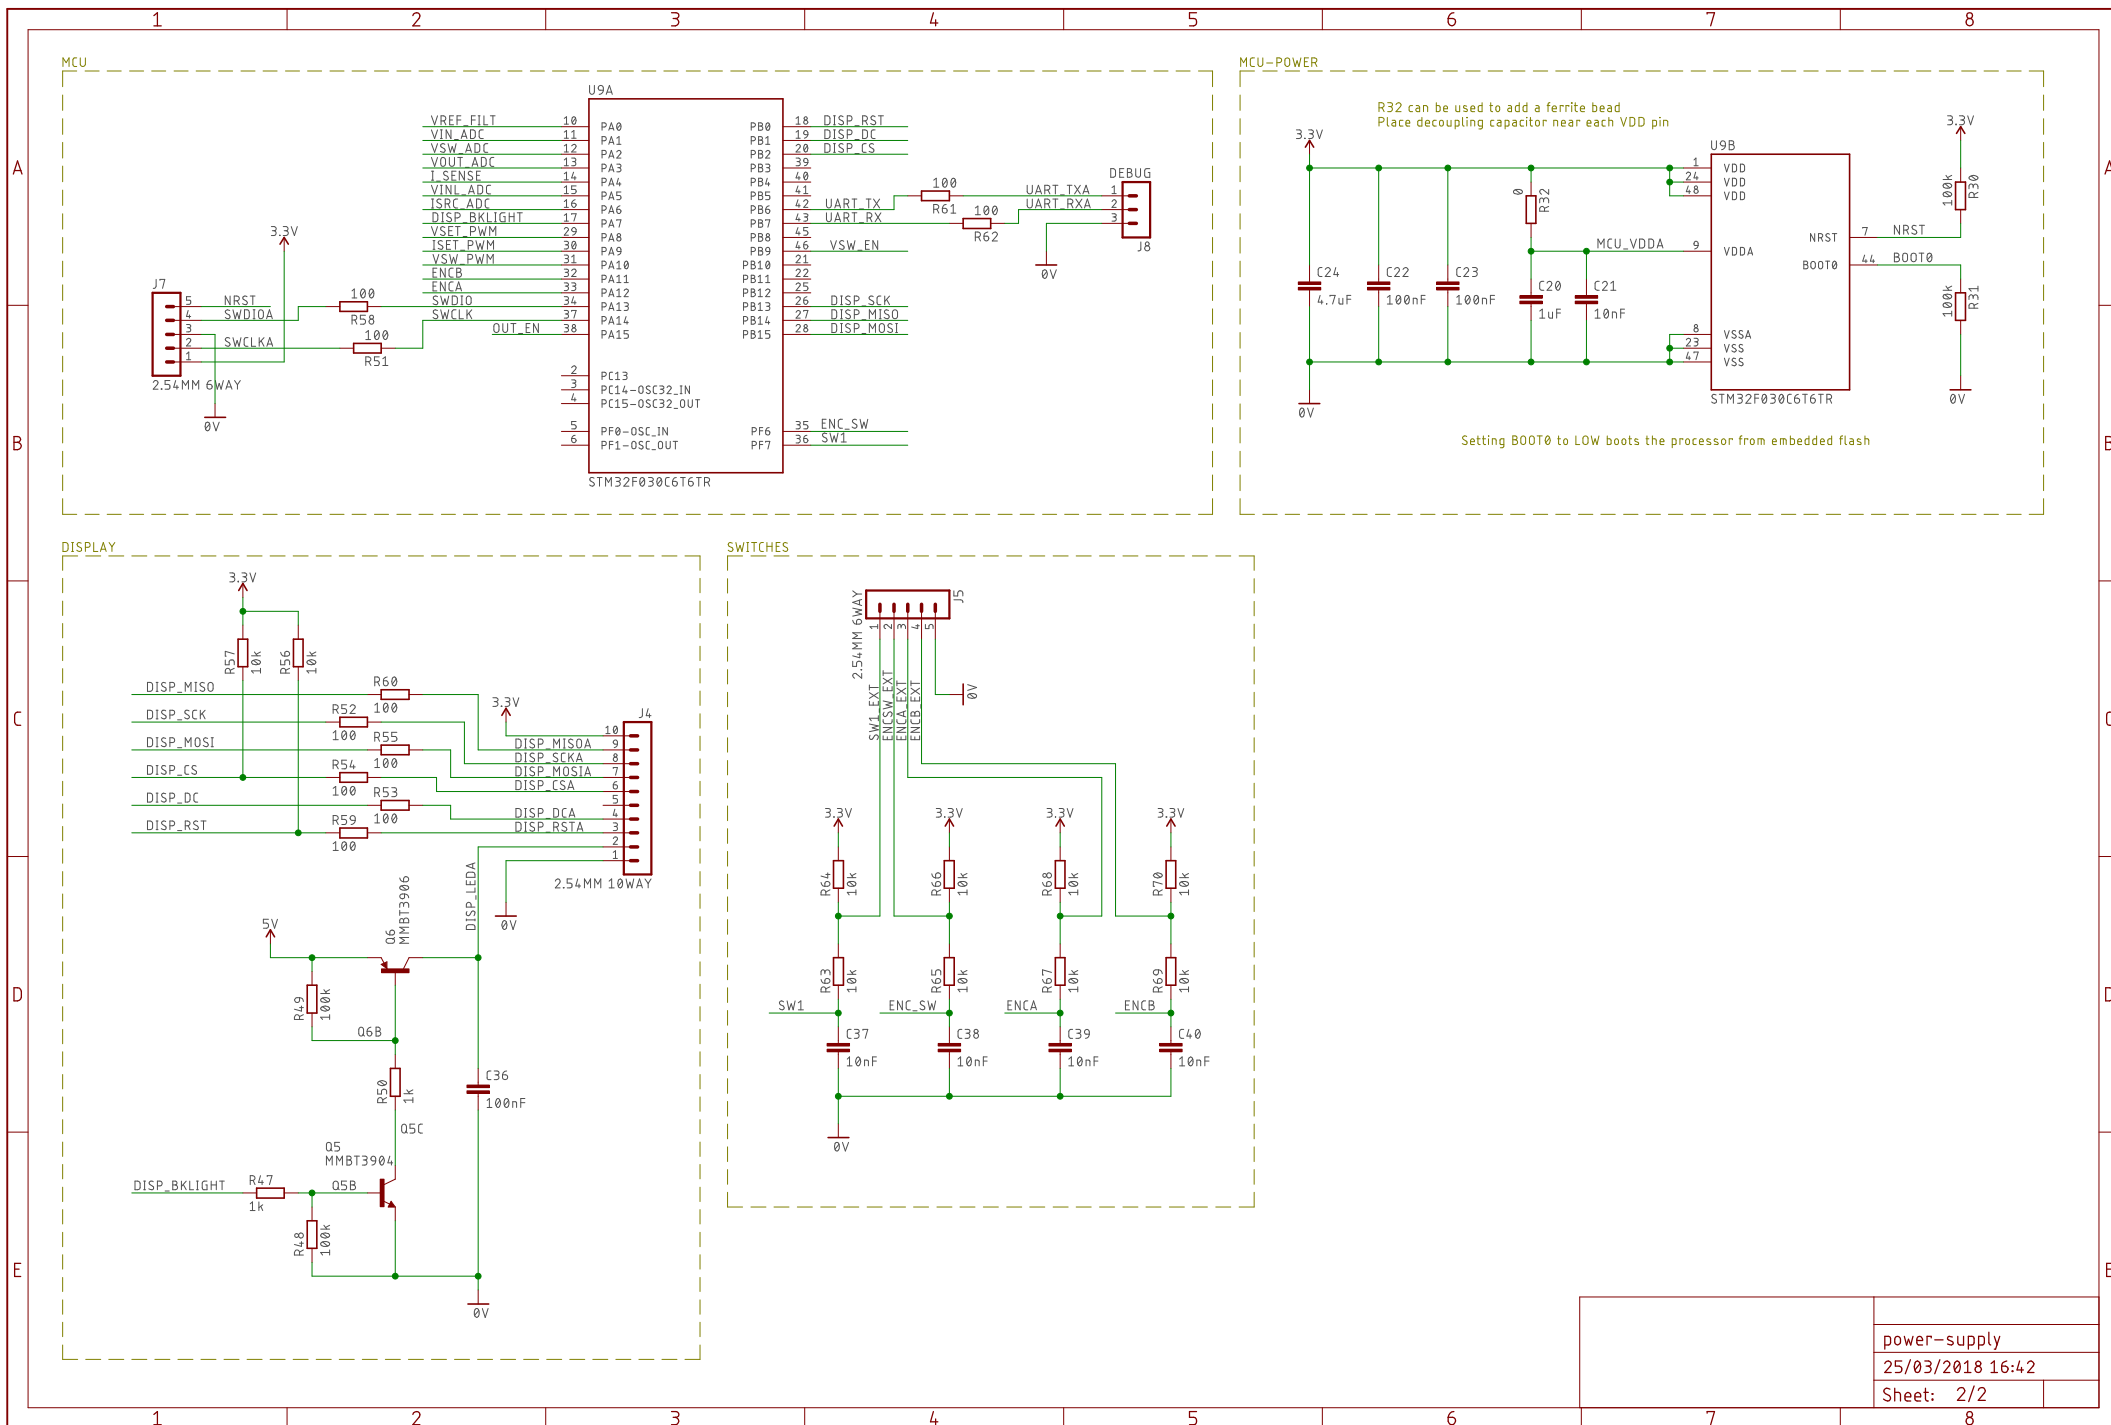 1 2 3 4 5 6 7 8
A
B
C
D
E
MCU
U9A
VREF_FILT 10 PA0
VIN_ADC 11 PA1
VSW_ADC 12 PA2
VOUT_ADC 13 PA3
I_SENSE 14 PA4
VINL_ADC 15 PA5
ISRC_ADC 16 PA6
DISP_BKLIGHT 17 PA7
VSET_PWM 29 PA8
ISET_PWM 30 PA9
VSW_PWM 31 PA10
ENCB 32 PA11
ENCA 33 PA12
SWDIO 34 PA13
SWCLK 37 PA14
OUT_EN 38 PA15
2 PC13
3 PC14-OSC32_IN
4 PC15-OSC32_OUT
5 PF0-OSC_IN
6 PF1-OSC_OUT
PB0 18 DISP_RST
PB1 19 DISP_DC
PB2 20 DISP_CS
PB3 39
PB4 40
PB5 41
PB6 42 UART_TX
PB7 43 UART_RX
PB8 45
PB9 46 VSW_EN
PB10 21
PB11 22
PB12 25
PB13 26 DISP_SCK
PB14 27 DISP_MISO
PB15 28 DISP_MOSI
PF6 35 ENC_SW
PF7 36 SW1
STM32F030C6T6TR
100
R61
100
R62
DEBUG
UART_TXA 1
UART_RXA 2
3
J8
0V
3.3V
J7
5 NRST
4 SWDIOA
3
2 SWCLKA
1
2.54MM 6WAY
0V
100
R58
100
R51
MCU-POWER
R32 can be used to add a ferrite bead
Place decoupling capacitor near each VDD pin
3.3V
3.3V
U9B
1 VDD
24 VDD
48 VDD
MCU_VDDA 9 VDDA
8 VSSA
23 VSS
47 VSS
NRST 7 NRST
BOOT0 44 BOOT0
STM32F030C6T6TR
0
R32
100k
R30
100k
R31
C24
4.7uF
C22
100nF
C23
100nF
C20
1uF
C21
10nF
0V
0V
Setting BOOT0 to LOW boots the processor from embedded flash
DISPLAY
3.3V
R57
10k
R56
10k
DISP_MISO
R60
100
DISP_SCK
R52
100
DISP_MOSI
R55
100
DISP_CS
R54
100
DISP_DC
R53
100
DISP_RST
R59
100
3.3V
J4
10
DISP_MISOA 9
DISP_SCKA 8
DISP_MOSIA 7
DISP_CSA 6
5
DISP_DCA 4
DISP_RSTA 3
2
1
2.54MM 10WAY
0V
DISP_LEDA
5V
Q6
MMBT3906
R49
100k
Q6B
R50
1k
C36
100nF
Q5C
Q5
MMBT3904
DISP_BKLIGHT
R47
1k
Q5B
R48
100k
0V
SWITCHES
2.54MM 6WAY
J5
1 2 3 4 5
SW1_EXT
ENCSW_EXT
ENCA_EXT
ENCB_EXT
0V
3.3V 3.3V 3.3V 3.3V
R64 10k R66 10k R68 10k R70 10k
R63 10k R65 10k R67 10k R69 10k
SW1 ENC_SW ENCA ENCB
C37 C38 C39 C40
10nF 10nF 10nF 10nF
0V
power-supply
25/03/2018 16:42
Sheet: 2/2
A
B
C
D
E
1 2 3 4 5 6 7 8